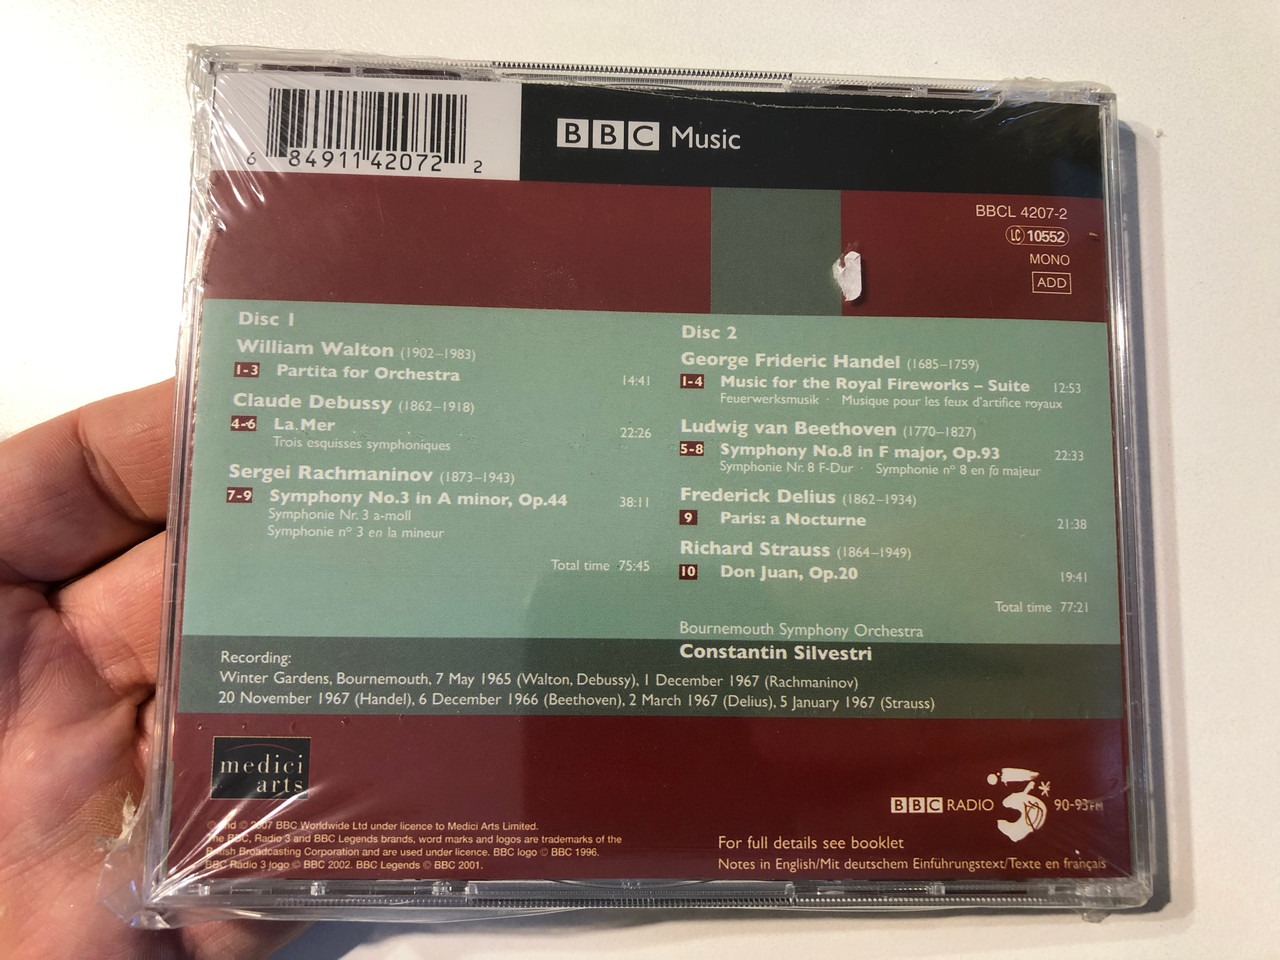 6 84911 42072 2
BBC Music
BBCL 4207-2
LC 10552
MONO
ADD
Disc 1
William Walton (1902–1983)
1-3 Partita for Orchestra 14:41
Claude Debussy (1862–1918)
4-6 La Mer 22:26
Trois esquisses symphoniques
Sergei Rachmaninov (1873–1943)
7-9 Symphony No.3 in A minor, Op.44 38:11
Symphonie Nr. 3 a-moll
Symphonie n° 3 en la mineur
Total time 75:45
Disc 2
George Frideric Handel (1685–1759)
1-4 Music for the Royal Fireworks – Suite 12:53
Feuerwerksmusik · Musique pour les feux d'artifice royaux
Ludwig van Beethoven (1770–1827)
5-8 Symphony No.8 in F major, Op.93 22:33
Symphonie Nr. 8 F-Dur · Symphonie n° 8 en fa majeur
Frederick Delius (1862–1934)
9 Paris: a Nocturne 21:38
Richard Strauss (1864–1949)
10 Don Juan, Op.20 19:41
Total time 77:21
Bournemouth Symphony Orchestra
Constantin Silvestri
Recording:
Winter Gardens, Bournemouth, 7 May 1965 (Walton, Debussy), 1 December 1967 (Rachmaninov)
20 November 1967 (Handel), 6 December 1966 (Beethoven), 2 March 1967 (Delius), 5 January 1967 (Strauss)
medici
arts
BBC RADIO 3 90-93FM
℗ and © 2007 BBC Worldwide Ltd under licence to Medici Arts Limited.
The BBC, Radio 3 and BBC Legends brands, word marks and logos are trademarks of the
British Broadcasting Corporation and are used under licence. BBC logo © BBC 1996.
BBC Radio 3 logo © BBC 2002. BBC Legends © BBC 2001.
For full details see booklet
Notes in English/Mit deutschem Einführungstext/Texte en français